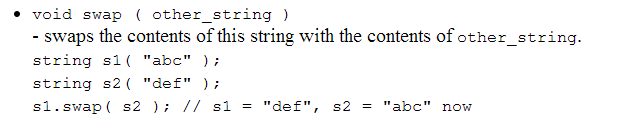 • void swap ( other_string )
- swaps the contents of this string with the contents of other_string.
string s1( "abc" );
string s2( "def" );
s1.swap( s2 ); // s1 = "def", s2 = "abc" now